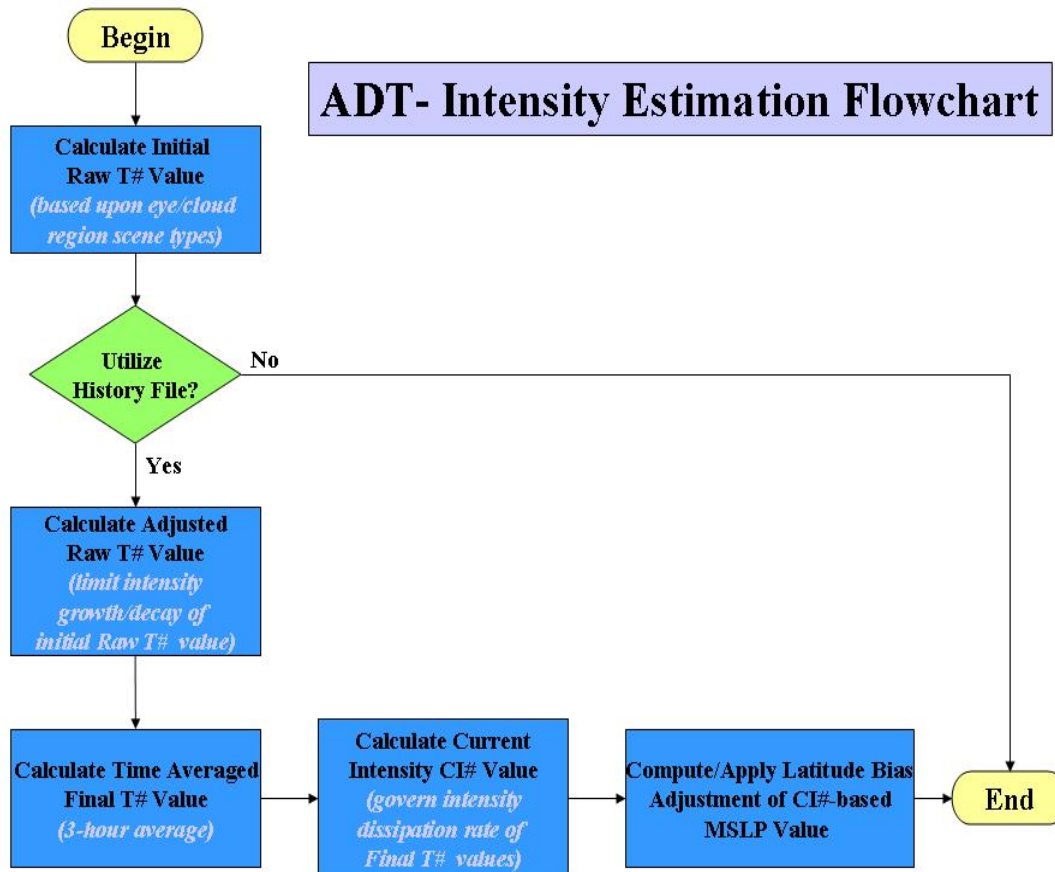 Begin
ADT- Intensity Estimation Flowchart
Calculate Initial
Raw T# Value
(based upon eye/cloud
region scene types)
Utilize
History File?
No
Yes
Calculate Adjusted
Raw T# Value
(limit intensity
growth/decay of
initial Raw T# value)
Calculate Time Averaged
Final T# Value
(3-hour average)
Calculate Current
Intensity CI# Value
(govern intensity
dissipation rate of
Final T# values)
Compute/Apply Latitude Bias
Adjustment of CI#-based
MSLP Value
End